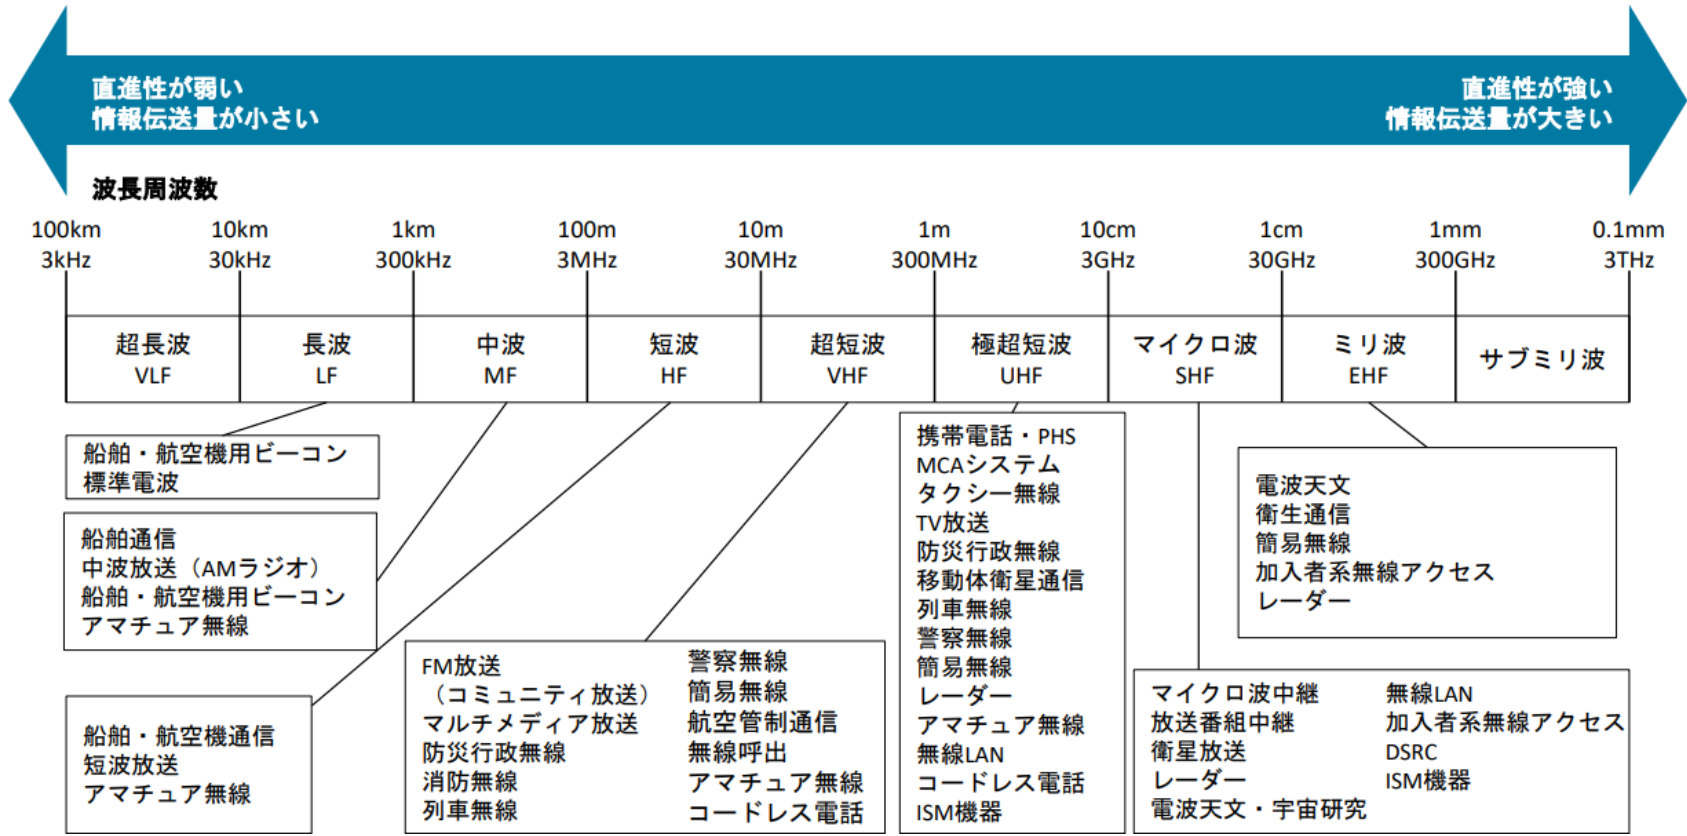 直進性が弱い
情報伝送量が小さい
直進性が強い
情報伝送量が大きい
波長周波数
100km
3kHz
10km
30kHz
1km
300kHz
100m
3MHz
10m
30MHz
1m
300MHz
10cm
3GHz
1cm
30GHz
1mm
300GHz
0.1mm
3THz
超長波
VLF
長波
LF
中波
MF
短波
HF
超短波
VHF
極超短波
UHF
マイクロ波
SHF
ミリ波
EHF
サブミリ波
船舶・航空機用ビーコン
標準電波
船舶通信
中波放送（AMラジオ）
船舶・航空機用ビーコン
アマチュア無線
船舶・航空機通信
短波放送
アマチュア無線
FM放送
（コミュニティ放送）
マルチメディア放送
防災行政無線
消防無線
列車無線
警察無線
簡易無線
航空管制通信
無線呼出
アマチュア無線
コードレス電話
携帯電話・PHS
MCAシステム
タクシー無線
TV放送
防災行政無線
移動体衛星通信
列車無線
警察無線
簡易無線
レーダー
アマチュア無線
無線LAN
コードレス電話
ISM機器
マイクロ波中継
放送番組中継
衛星放送
レーダー
電波天文・宇宙研究
無線LAN
加入者系無線アクセス
DSRC
ISM機器
電波天文
衛生通信
簡易無線
加入者系無線アクセス
レーダー